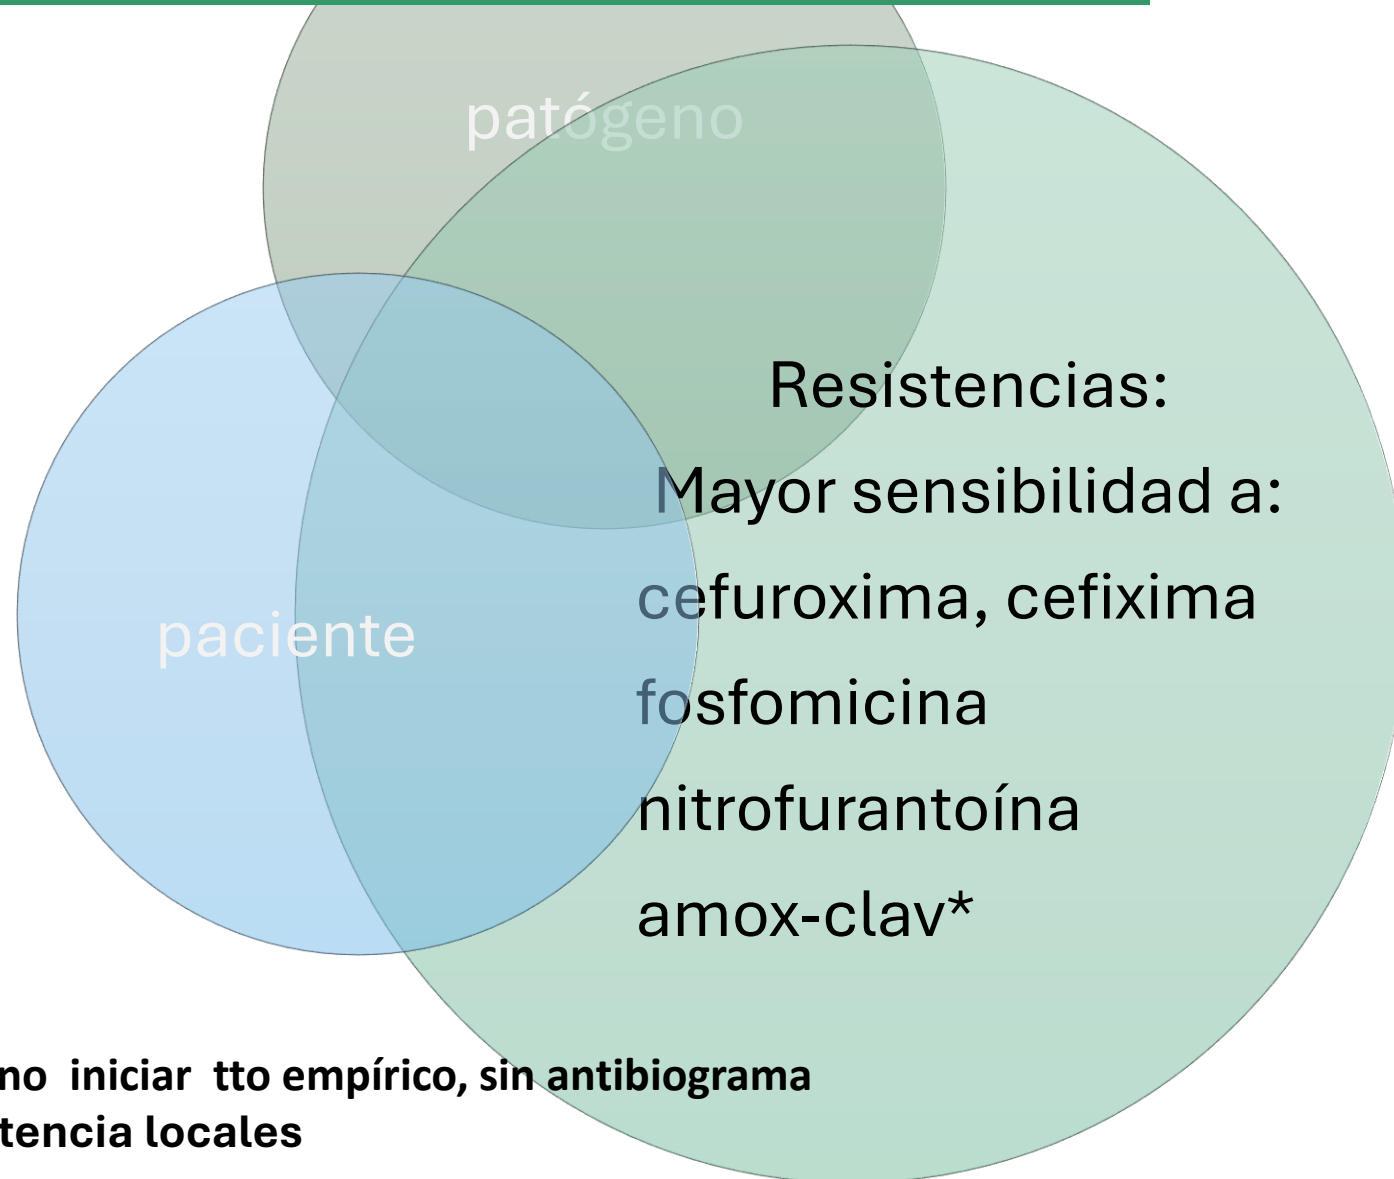 patógeno
Resistencias:
Mayor sensibilidad a:
cefuroxima, cefixima
fosfomicina
paciente
nitrofurantoína
amox-clav*
no iniciar tto empírico, sin antibiograma
tencia locales